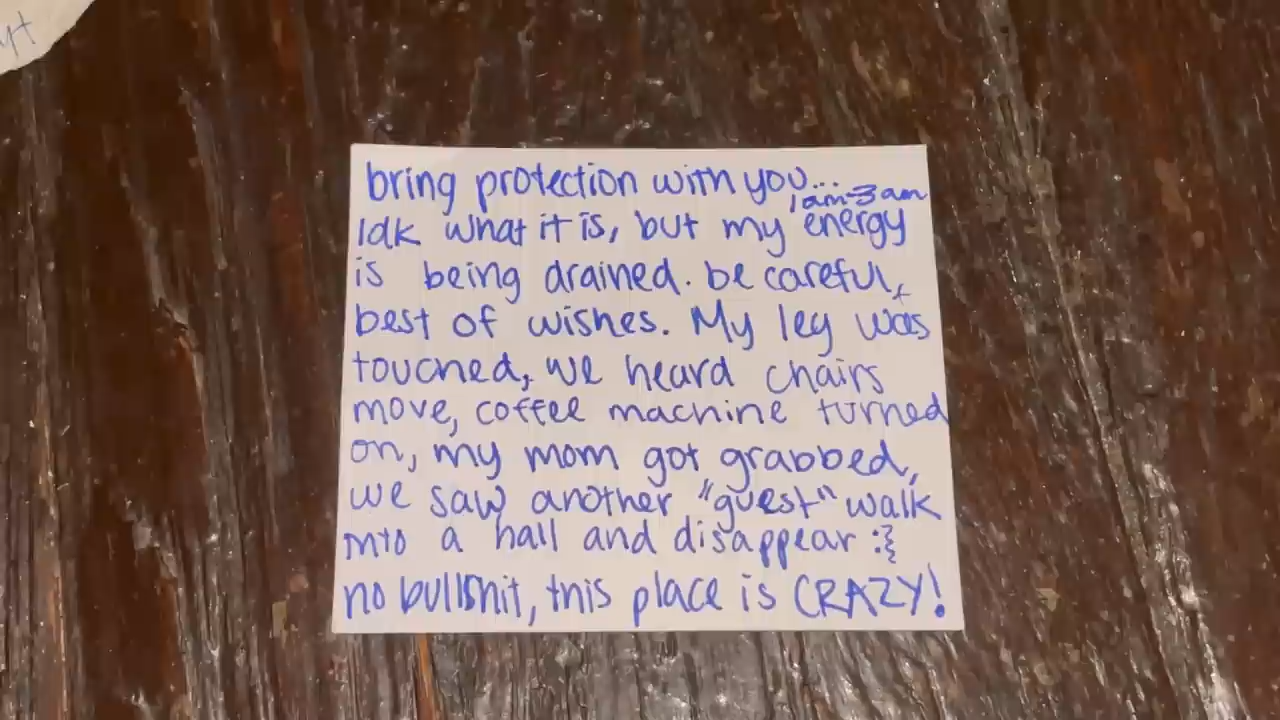 yt
bring protection with you...
1am-3am
Idk what it is, but my energy
is being drained. be careful,
best of wishes. My leg was
touched, we heard chairs
move, coffee machine turned
on, my mom got grabbed,
we saw another "guest" walk
into a hall and disappear :}
no bullshit, this place is CRAZY!